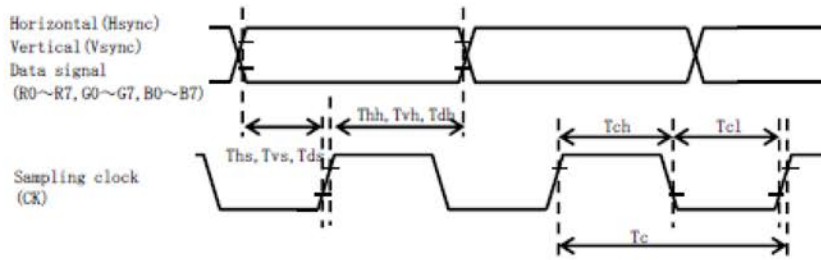 Horizontal(Hsync)
Vertical(Vsync)
Data signal
(R0～R7,G0～G7,B0～B7)
Thh,Tvh,Tdh
Tch
Tcl
Ths,Tvs,Tds
Sampling clock
(CK)
Tc